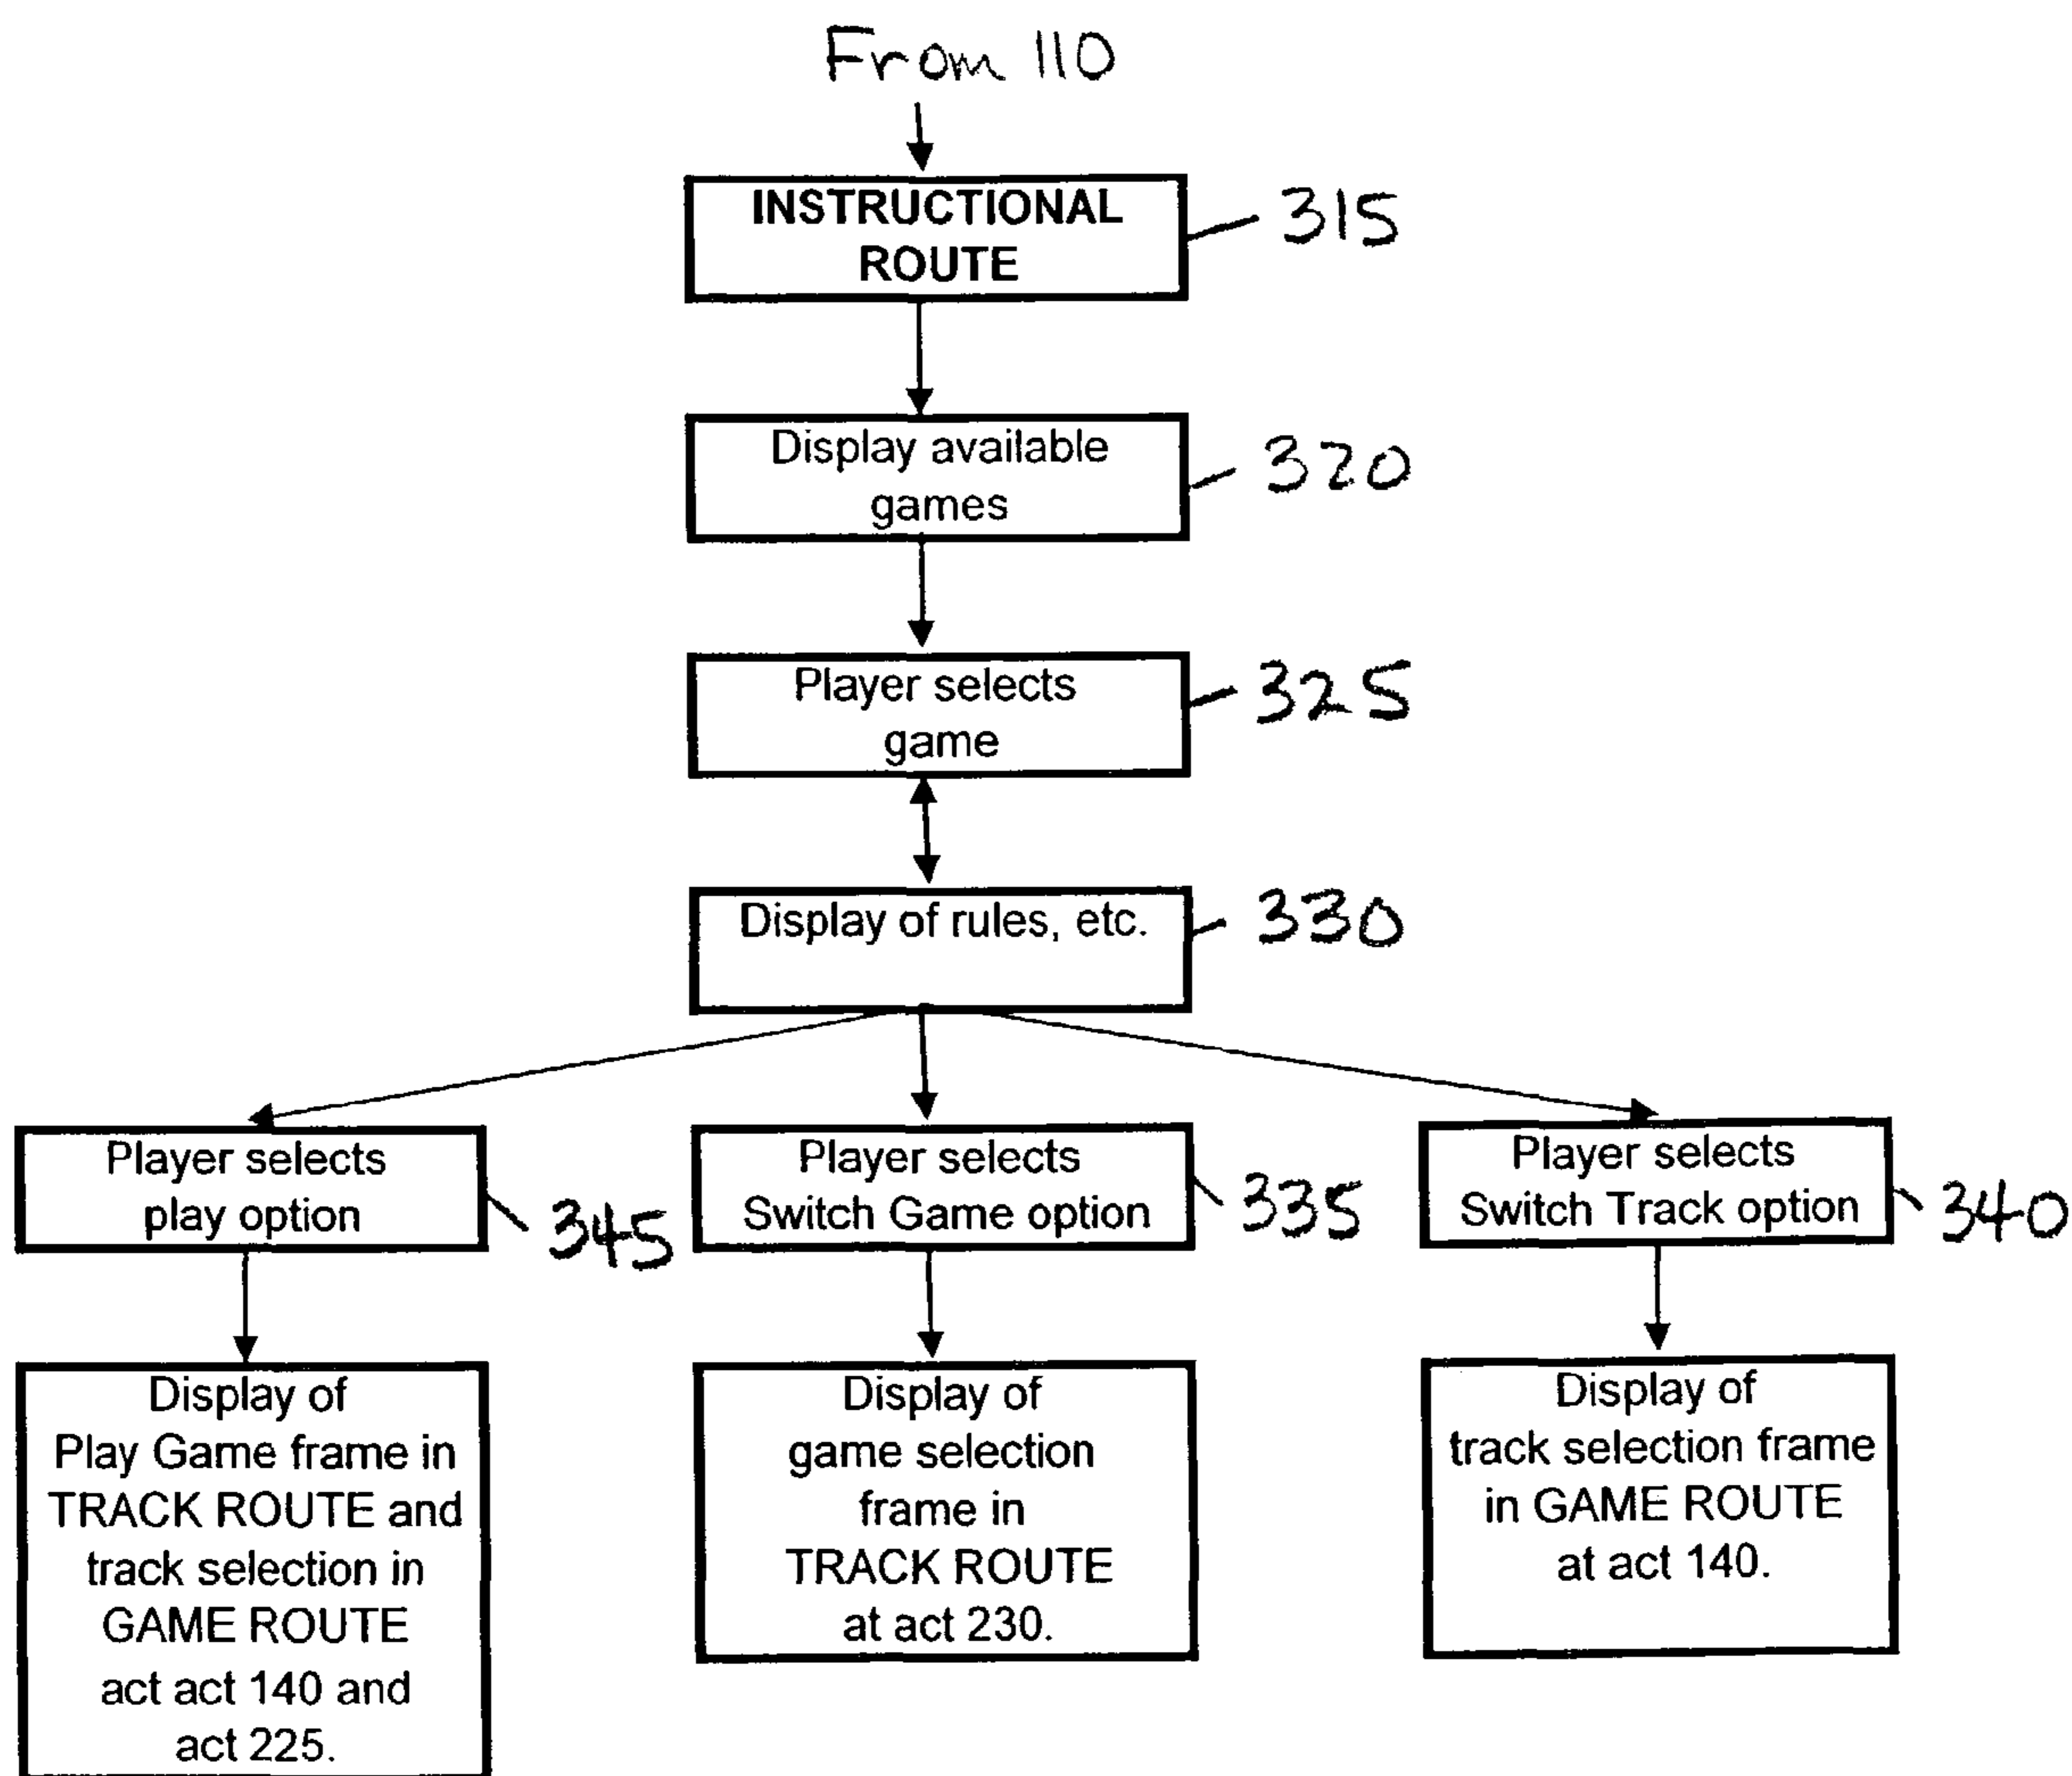 From 110
INSTRUCTIONAL
ROUTE
315
Display available
games
320
Player selects
game
325
Display of rules, etc.
330
Player selects
play option
345
Player selects
Switch Game option
335
Player selects
Switch Track option
340
Display of
Play Game frame in
TRACK ROUTE and
track selection in
GAME ROUTE
act act 140 and
act 225.
Display of
game selection
frame in
TRACK ROUTE
at act 230.
Display of
track selection frame
in GAME ROUTE
at act 140.